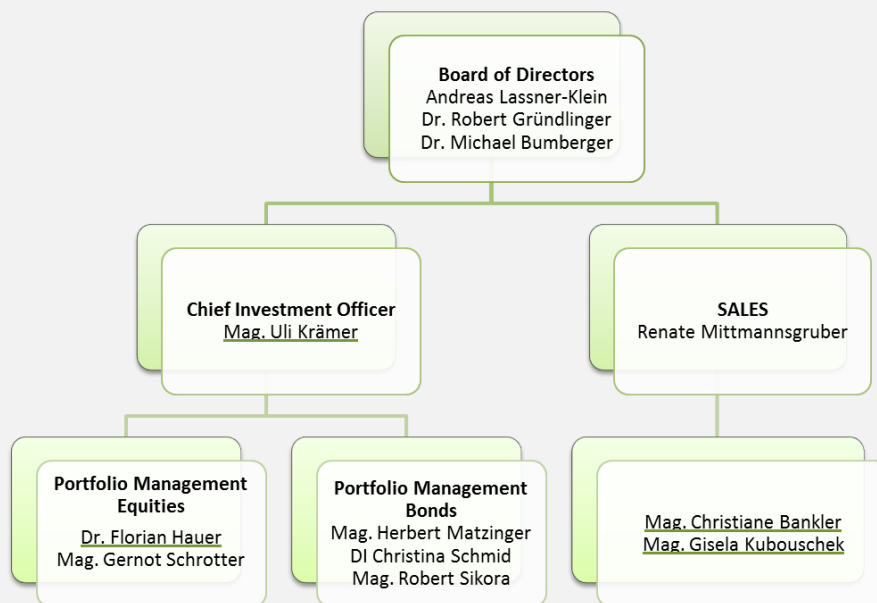 Board of Directors
Andreas Lassner-Klein
Dr. Robert Gründlinger
Dr. Michael Bumberger
Chief Investment Officer
Mag. Uli Krämer
SALES
Renate Mittmannsgruber
Portfolio Management
Equities
Dr. Florian Hauer
Mag. Gernot Schrotter
Portfolio Management
Bonds
Mag. Herbert Matzinger
DI Christina Schmid
Mag. Robert Sikora
Mag. Christiane Bankler
Mag. Gisela Kubouschek